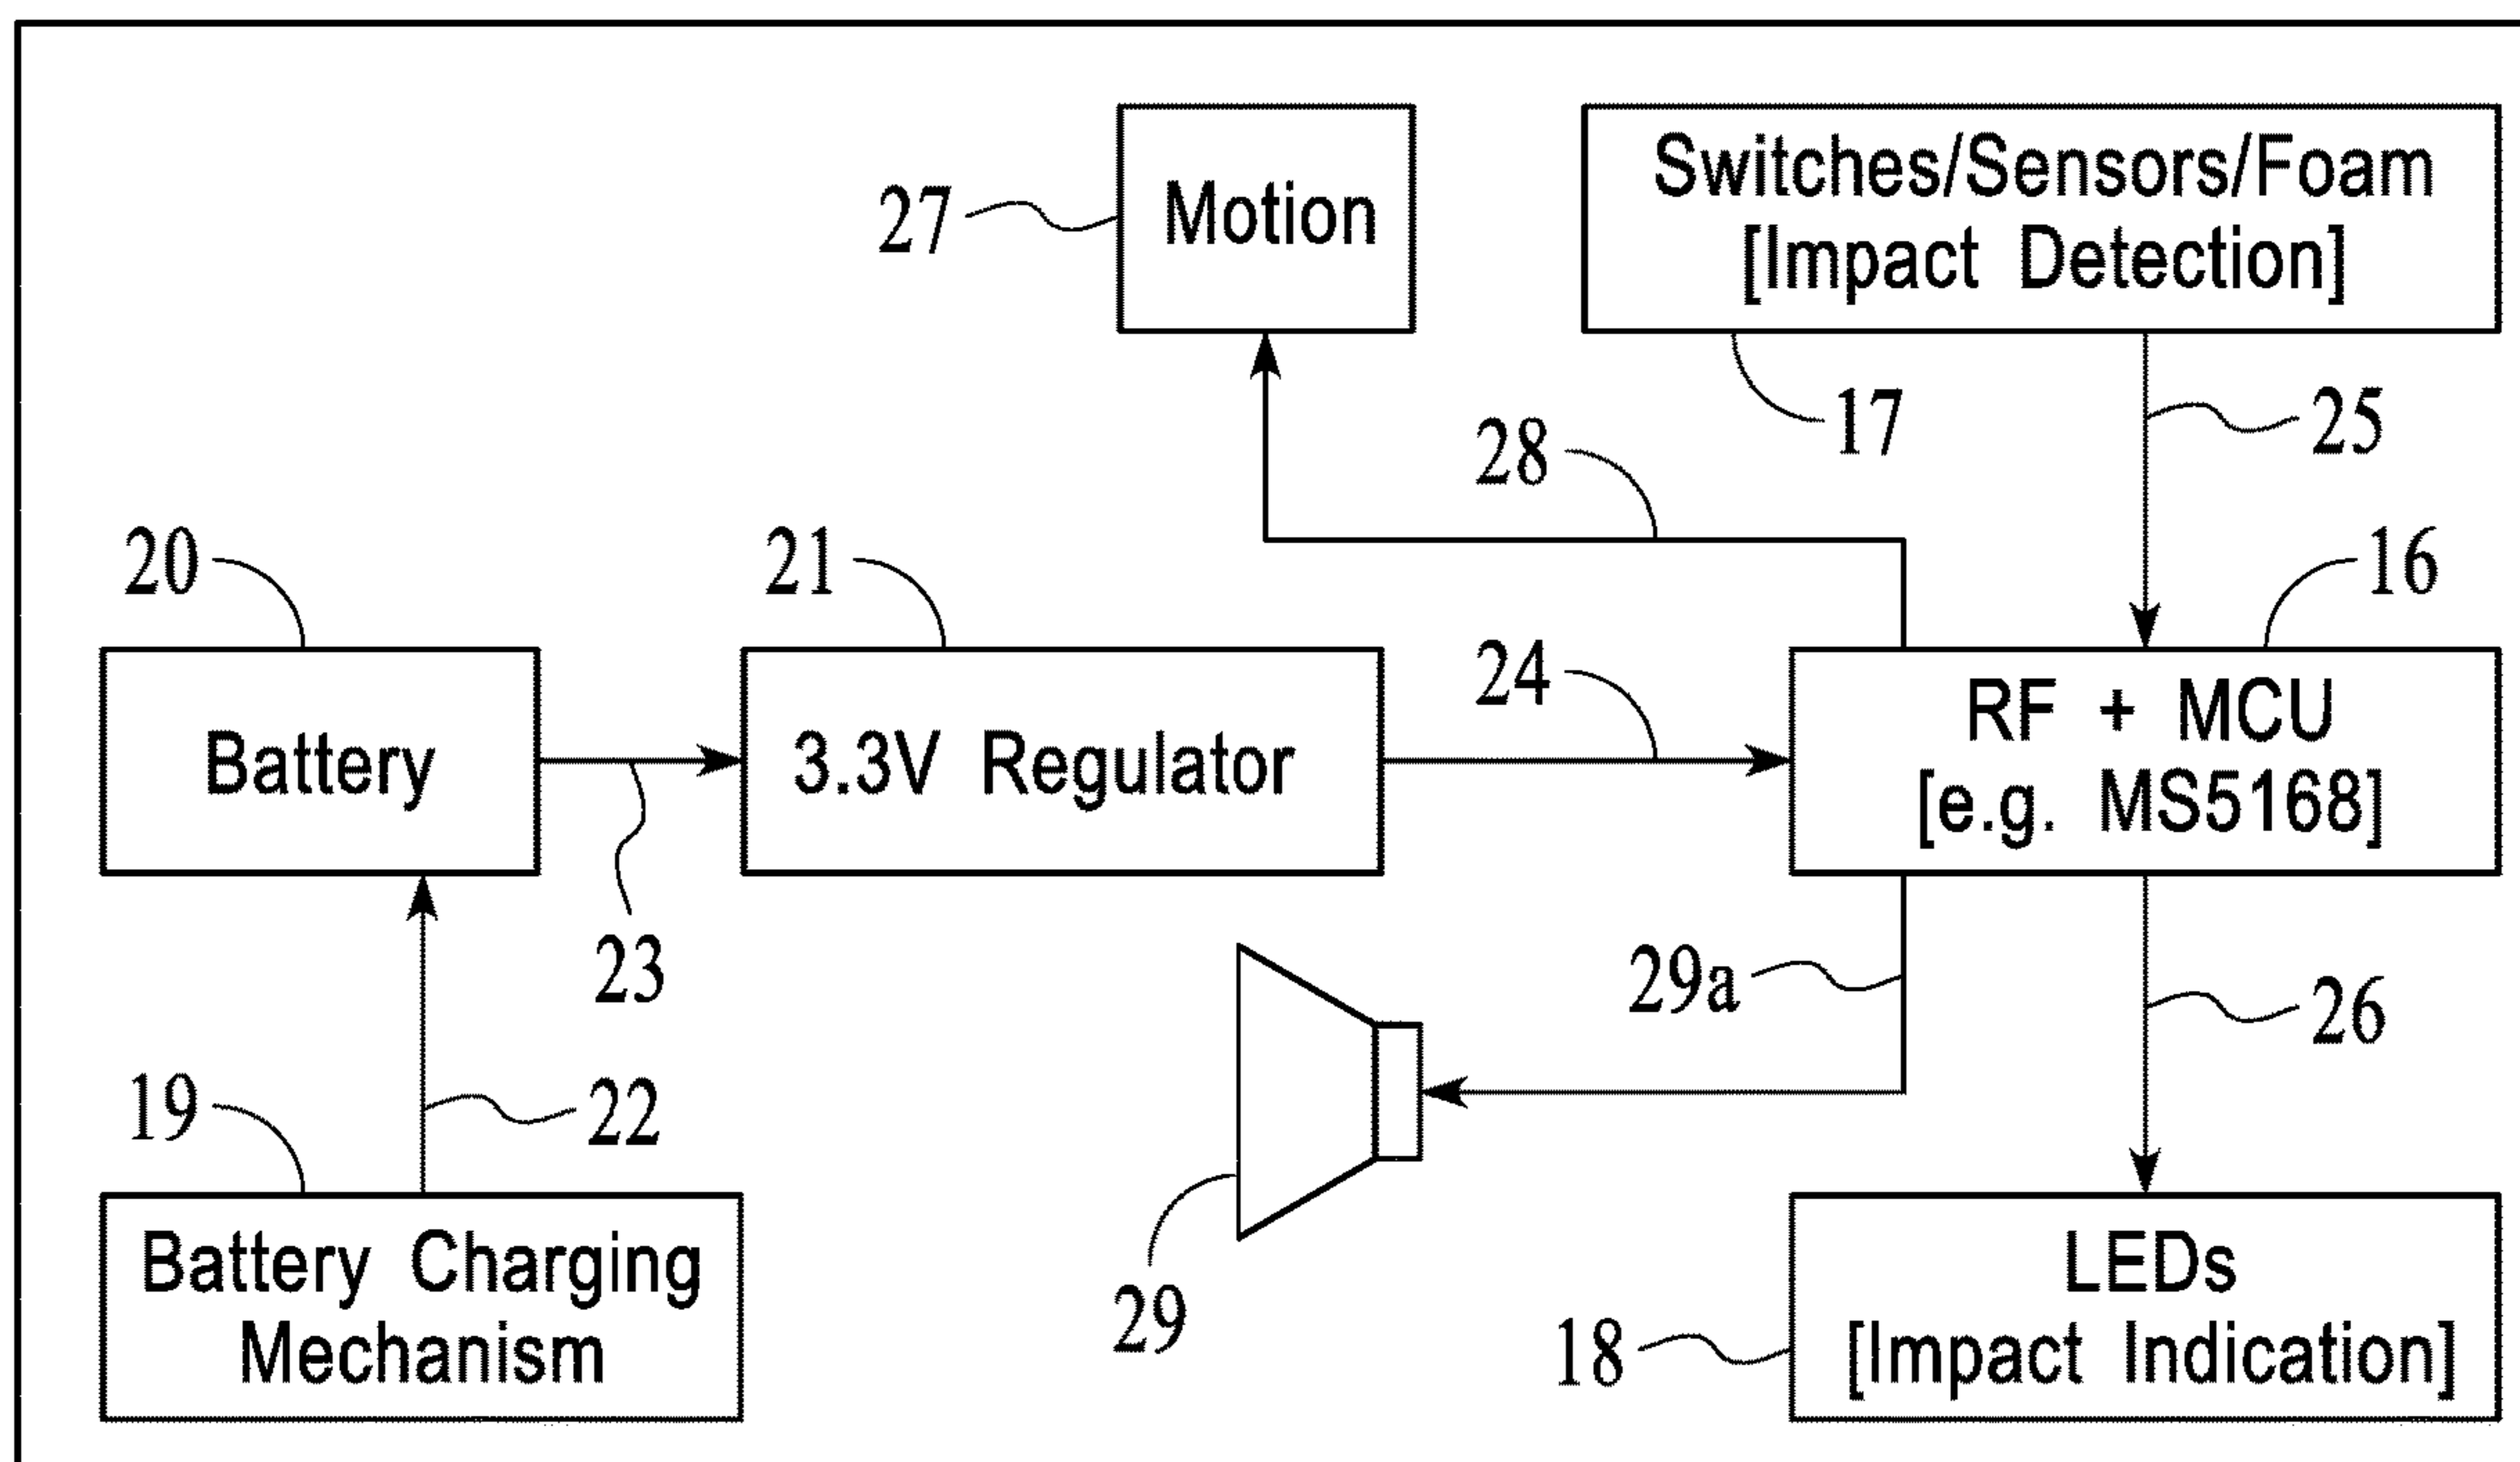 27
Motion
Switches/Sensors/Foam
[Impact Detection]
17
25
28
20
21
24
16
Battery
3.3V Regulator
RF + MCU
[e.g. MS5168]
23
29a
26
19
22
29
18
Battery Charging
Mechanism
LEDs
[Impact Indication]